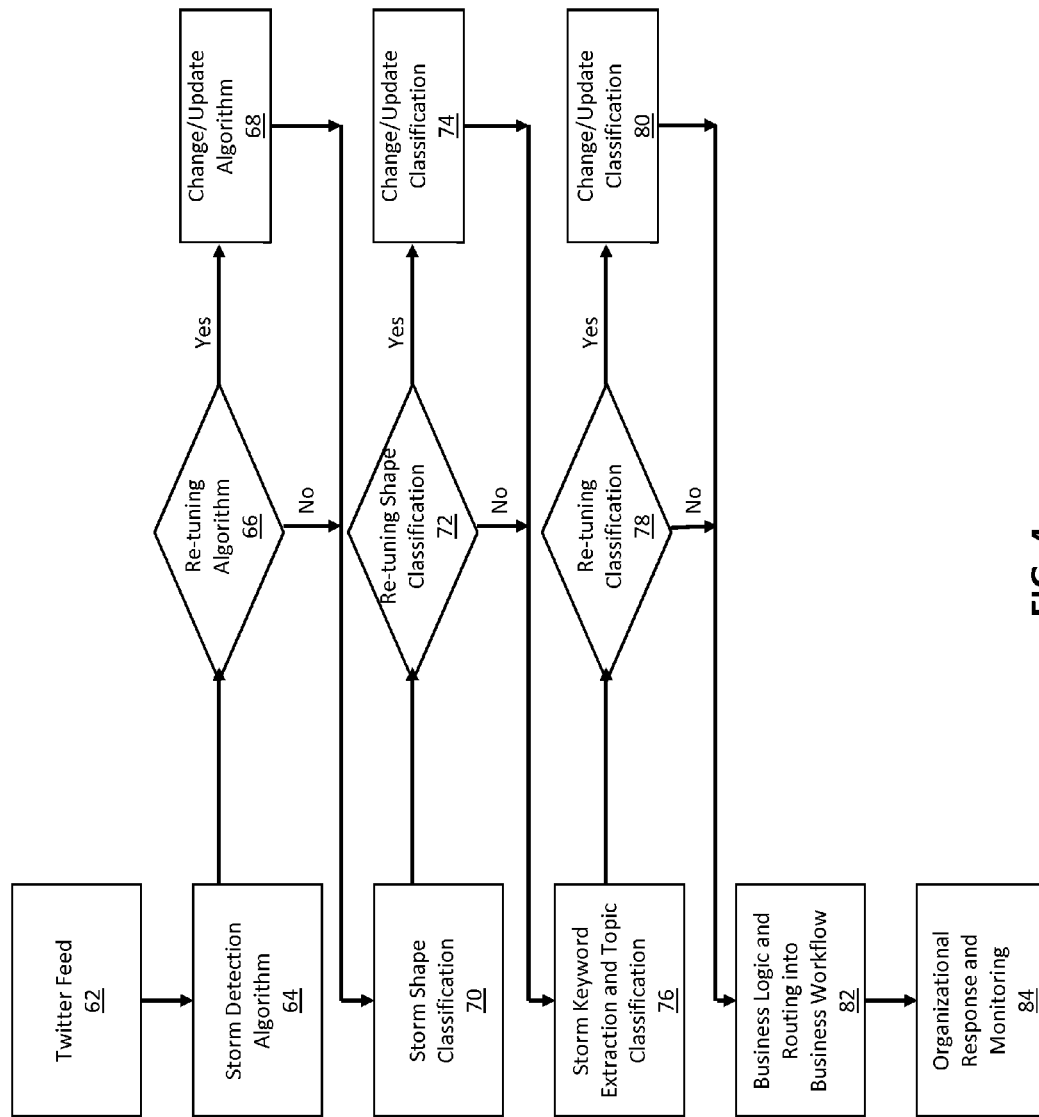 Twitter Feed
62
Storm Detection
Algorithm
64
Re-tuning
Algorithm
66
Yes
No
Change/Update
Algorithm
68
Storm Shape
Classification
70
Re-tuning Shape
Classification
72
Yes
No
Change/Update
Classification
74
Storm Keyword
Extraction and Topic
Classification
76
Re-tuning
Classification
78
Yes
No
Change/Update
Classification
80
Business Logic and
Routing into
Business Workflow
82
Organizational
Response and
Monitoring
84
FIG. 4